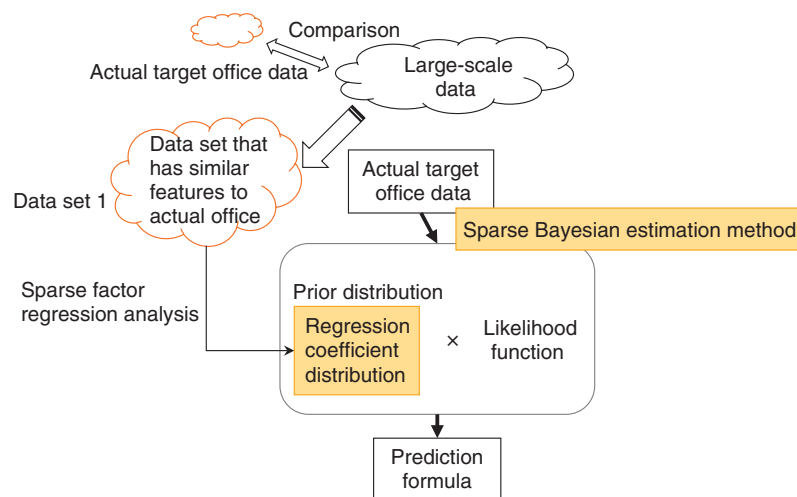 Comparison
Actual target office data
Large-scale
data
Data set that
has similar
features to
actual office
Data set 1
Actual target
office data
Sparse Bayesian estimation method
Sparse factor
regression analysis
Prior distribution
Regression
coefficient
distribution
×
Likelihood
function
Prediction
formula